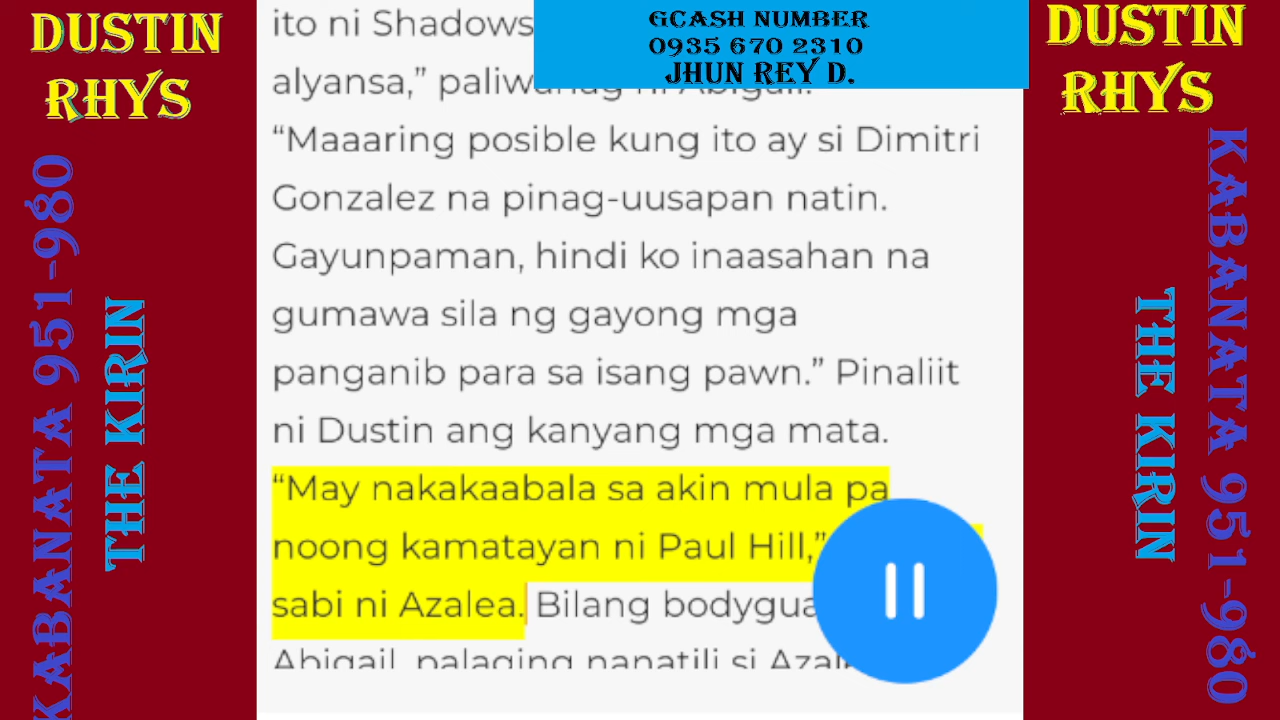 DUSTIN
RHYS
KABANATA 951-980
THE KIRIN
GCASH NUMBER
0935 670 2310
JHUN REY D.
ito ni Shadows
alyansa,” paliwanag ni Abigail.
“Maaaring posible kung ito ay si Dimitri
Gonzalez na pinag-uusapan natin.
Gayunpaman, hindi ko inaasahan na
gumawa sila ng gayong mga
panganib para sa isang pawn.” Pinaliit
ni Dustin ang kanyang mga mata.
“May nakakaabala sa akin mula pa
noong kamatayan ni Paul Hill,”
sabi ni Azalea. Bilang
Abigail, palaging nanatili si
DUSTIN
RHYS
KABANATA 951-980
THE KIRIN